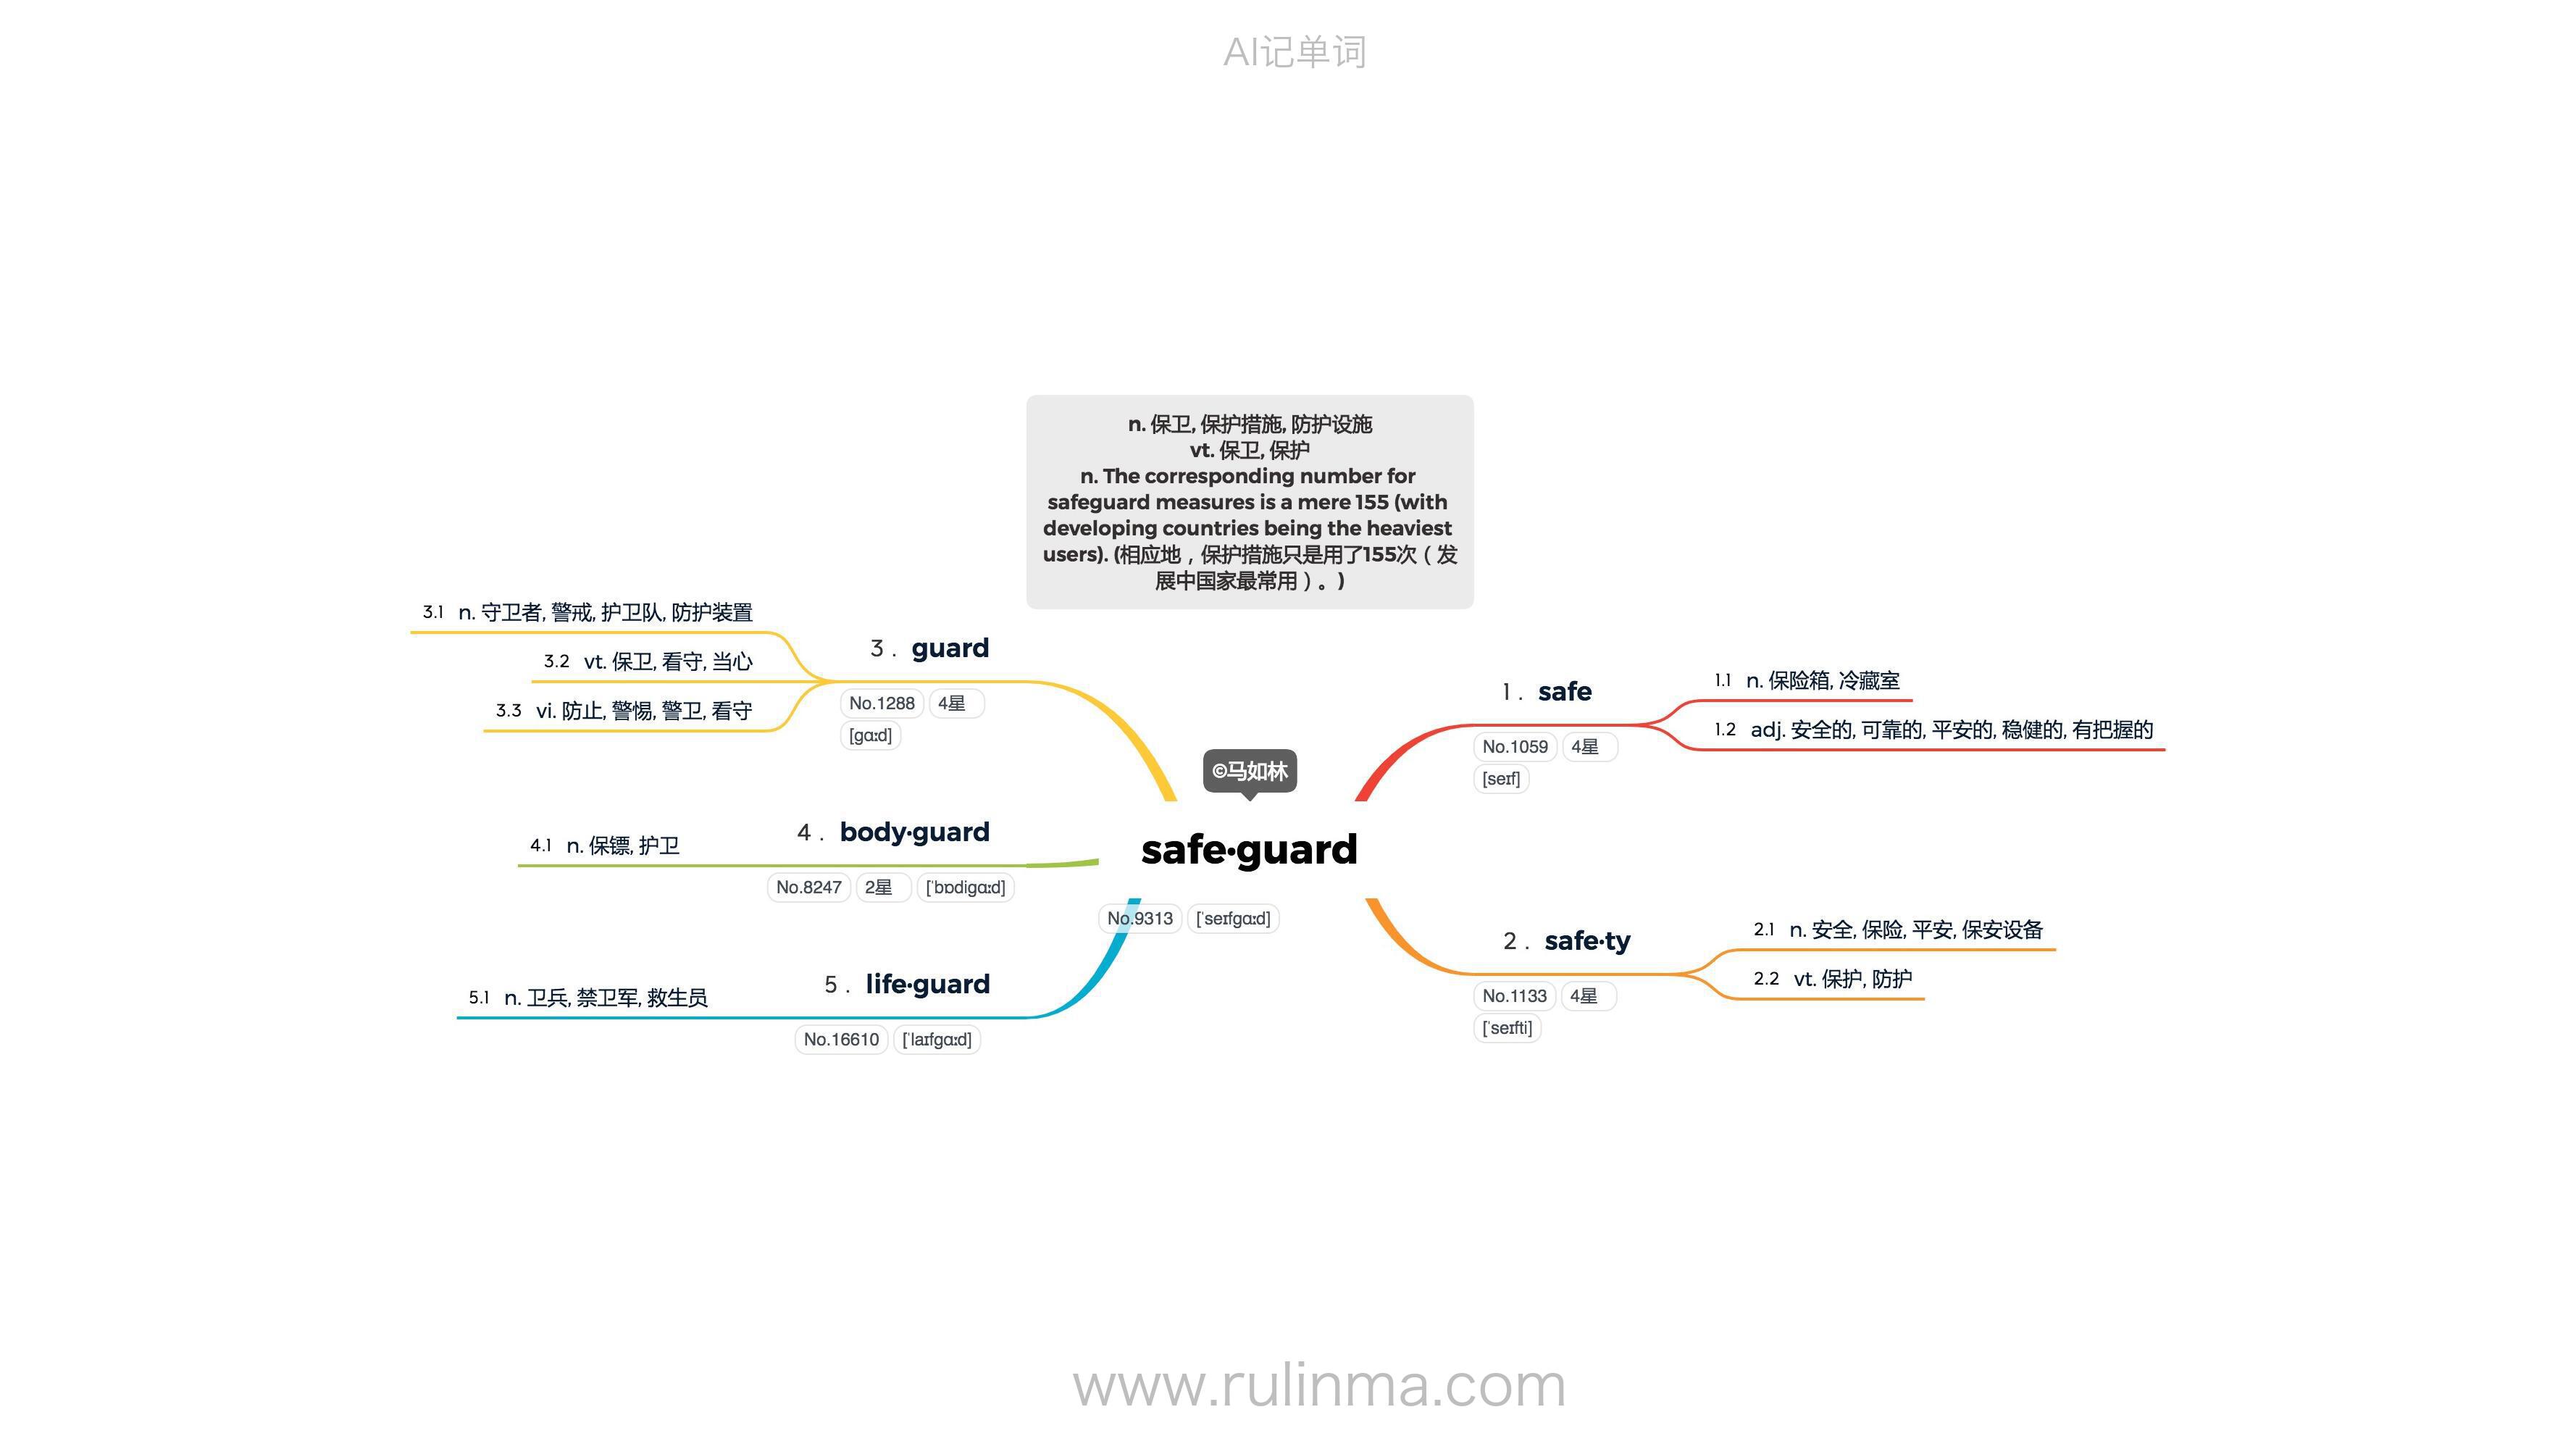 AI记单词
n. 保卫, 保护措施, 防护设施
vt. 保卫, 保护
n. The corresponding number for
safeguard measures is a mere 155 (with
developing countries being the heaviest
users). (相应地，保护措施只是用了155次（发
展中国家最常用）。)
©马如林
safe·guard
No.9313 [ˈseɪfgɑːd]
1. safe
No.1059 4星
[seɪf]
1.1 n. 保险箱, 冷藏室
1.2 adj. 安全的, 可靠的, 平安的, 稳健的, 有把握的
2. safe·ty
No.1133 4星
[ˈseɪfti]
2.1 n. 安全, 保险, 平安, 保安设备
2.2 vt. 保护, 防护
3. guard
No.1288 4星
[gɑːd]
3.1 n. 守卫者, 警戒, 护卫队, 防护装置
3.2 vt. 保卫, 看守, 当心
3.3 vi. 防止, 警惕, 警卫, 看守
4. body·guard
No.8247 2星 [ˈbɒdigɑːd]
4.1 n. 保镖, 护卫
5. life·guard
No.16610 [ˈlaɪfgɑːd]
5.1 n. 卫兵, 禁卫军, 救生员
www.rulinma.com